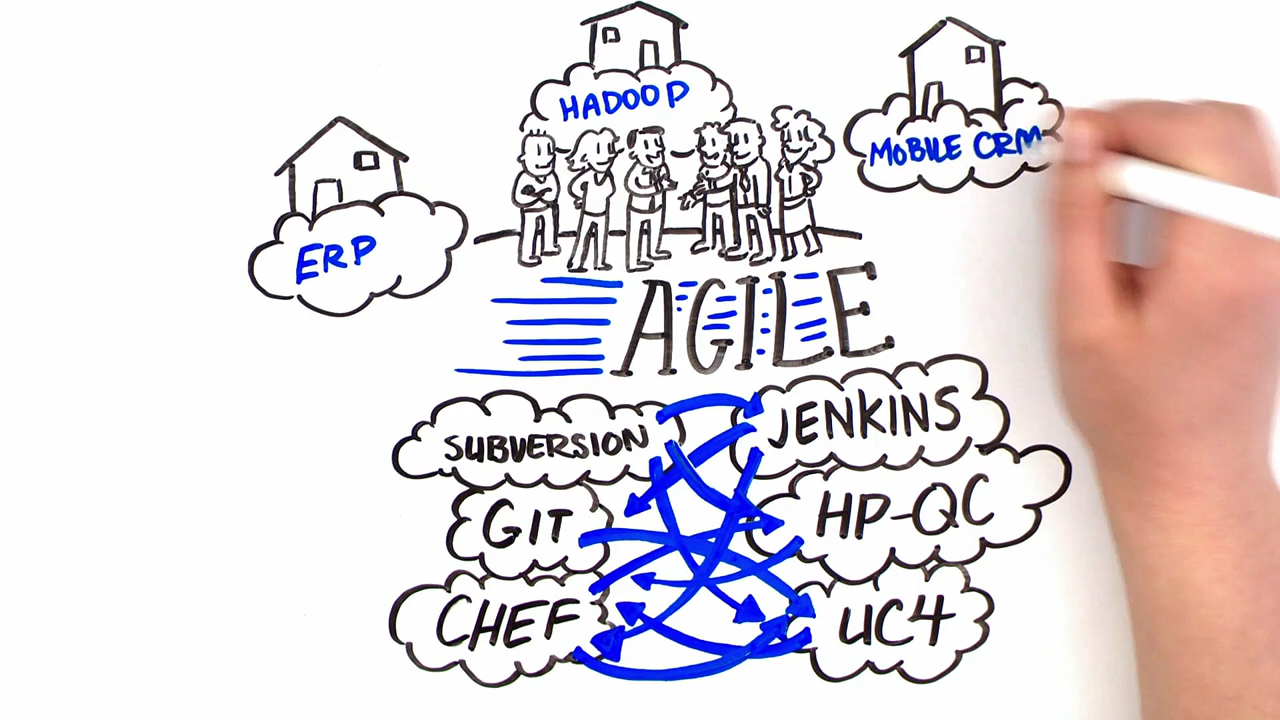 HADOOP
MOBILE CRM
ERP
AGILE
SUBVERSION
JENKINS
GIT
HP-QC
CHEF
UC4